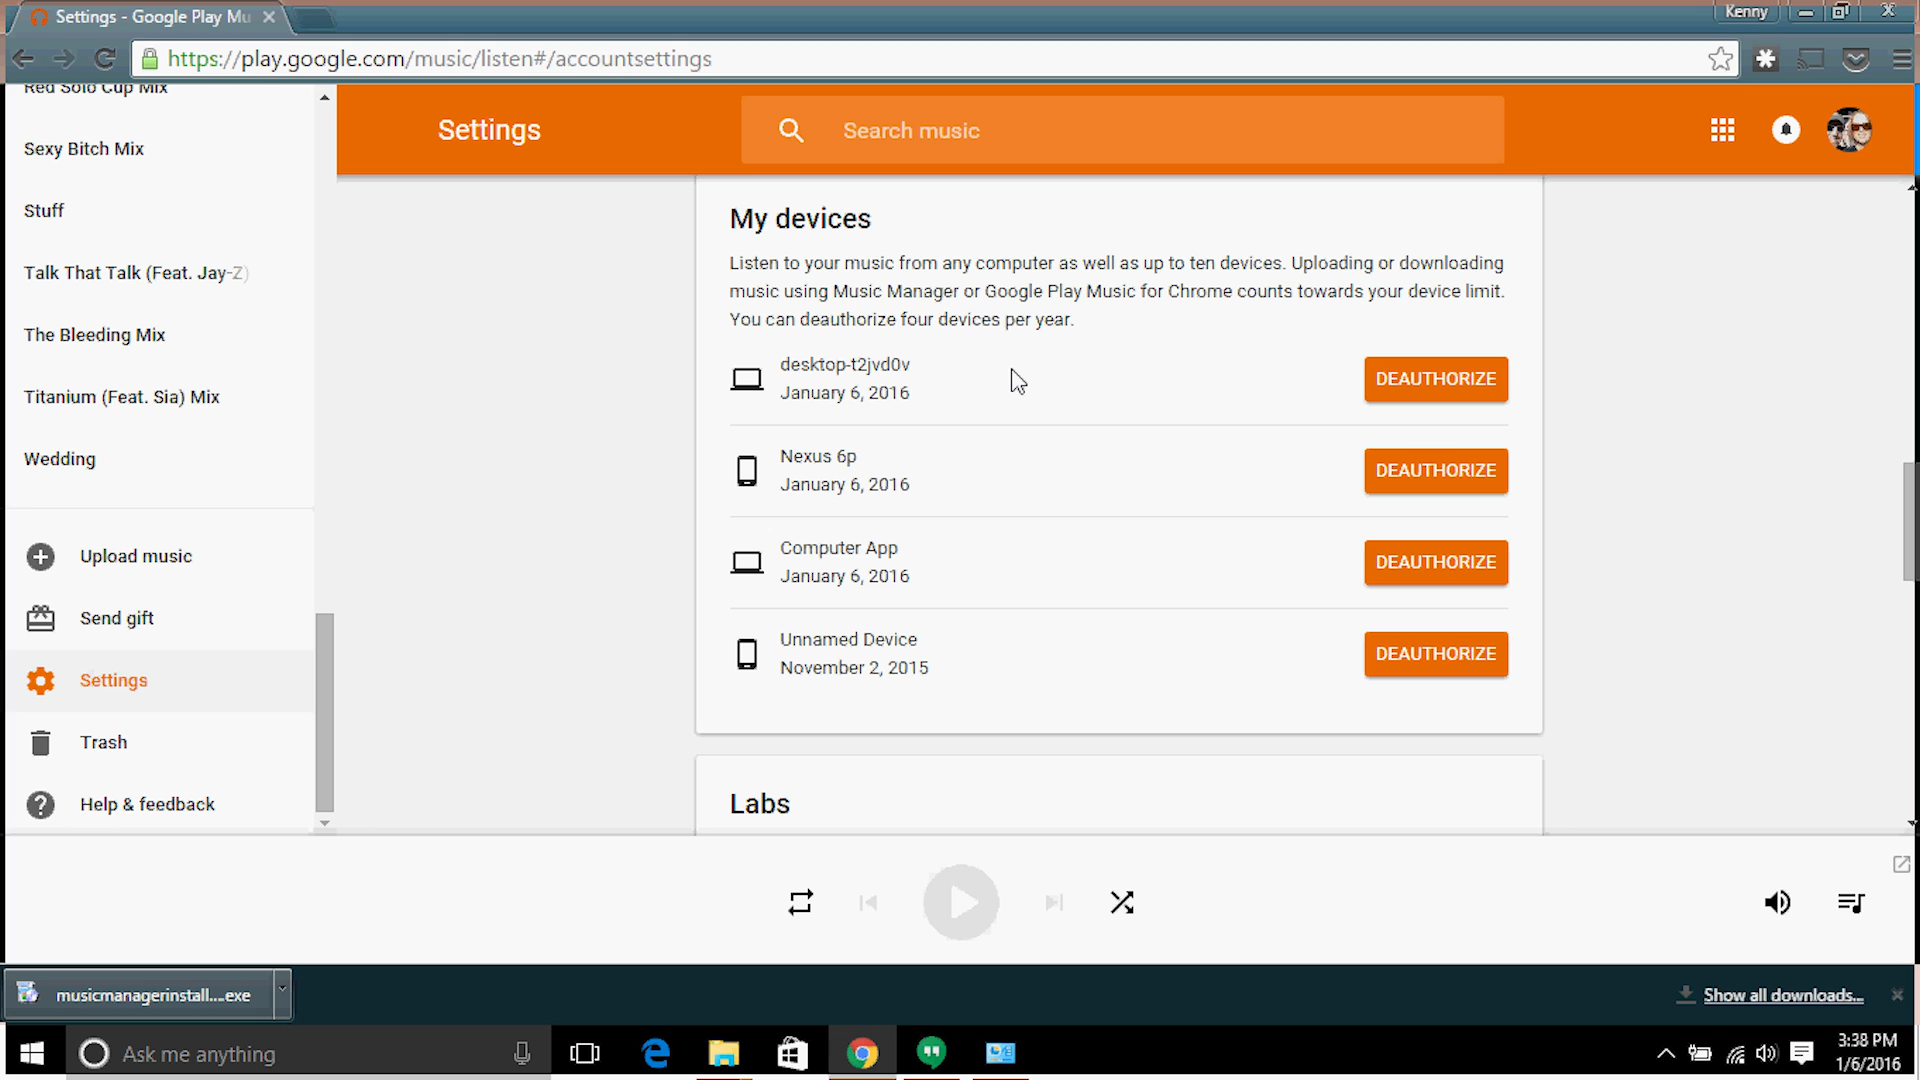 Settings - Google Play Mu
Kenny
https://play.google.com/music/listen#/accountsettings
Red Solo Cup Mix
Sexy Bitch Mix
Stuff
Talk That Talk (Feat. Jay-Z)
The Bleeding Mix
Titanium (Feat. Sia) Mix
Wedding
Upload music
Send gift
Settings
Trash
Help & feedback
Settings
Search music
My devices
Listen to your music from any computer as well as up to ten devices. Uploading or downloading
music using Music Manager or Google Play Music for Chrome counts towards your device limit.
You can deauthorize four devices per year.
desktop-t2jvd0v
January 6, 2016
DEAUTHORIZE
Nexus 6p
January 6, 2016
DEAUTHORIZE
Computer App
January 6, 2016
DEAUTHORIZE
Unnamed Device
November 2, 2015
DEAUTHORIZE
Labs
musicmanagerinstall....exe
Show all downloads...
Ask me anything
3:38 PM
1/6/2016